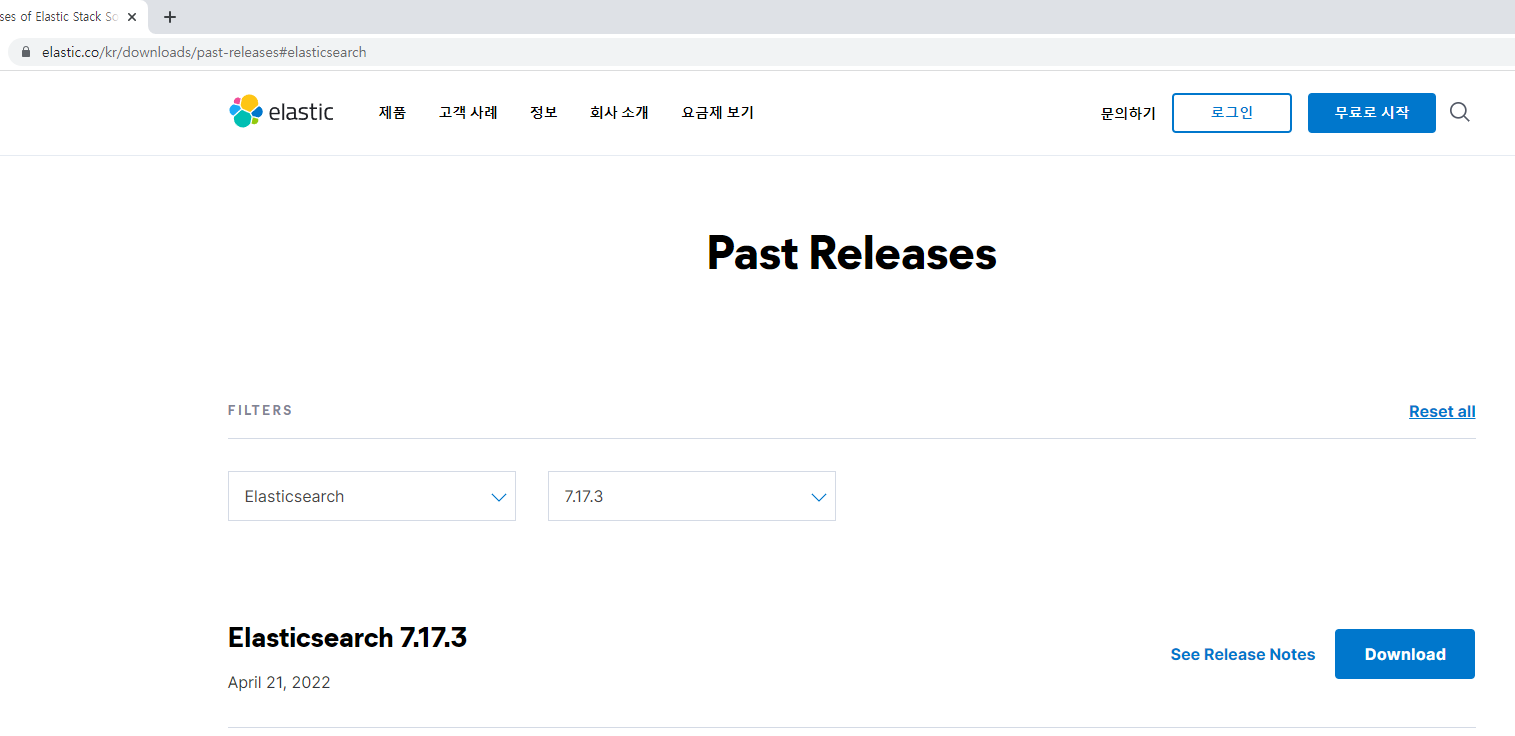 ses of Elastic Stack So
elastic.co/kr/downloads/past-releases#elasticsearch
elastic 제품 고객 사례 정보 회사 소개 요금제 보기 문의하기 로그인 무료로 시작
Past Releases
FILTERS Reset all
Elasticsearch 7.17.3
Elasticsearch 7.17.3
See Release Notes Download
April 21, 2022